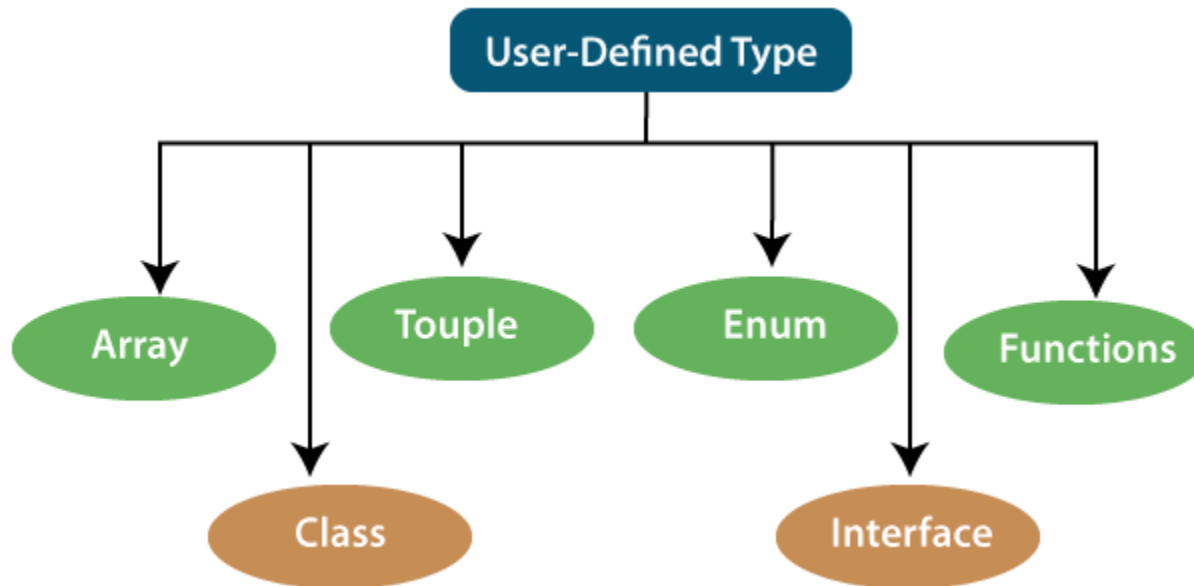 User-Defined Type
Array
Touple
Enum
Functions
Class
Interface